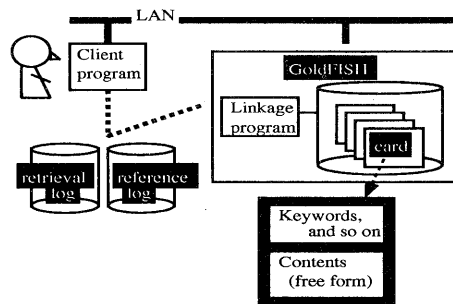 LAN
Client
program
GoldFISH
Linkage
program
card
retrieval
log
reference
log
Keywords,
and so on
Contents
(free form)